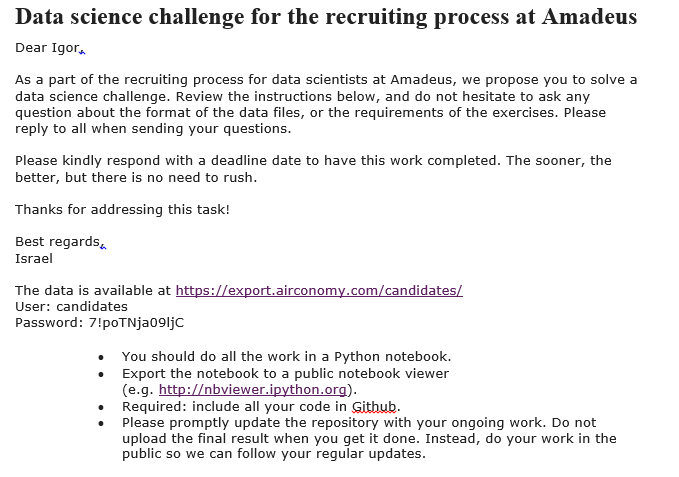 Data science challenge for the recruiting process at Amadeus
Dear Igor,
As a part of the recruiting process for data scientists at Amadeus, we propose you to solve a
data science challenge. Review the instructions below, and do not hesitate to ask any
question about the format of the data files, or the requirements of the exercises. Please
reply to all when sending your questions.
Please kindly respond with a deadline date to have this work completed. The sooner, the
better, but there is no need to rush.
Thanks for addressing this task!
Best regards,
Israel
The data is available at https://export.airconomy.com/candidates/
User: candidates
Password: 7!poTNja09ljC
• You should do all the work in a Python notebook.
• Export the notebook to a public notebook viewer
(e.g. http://nbviewer.ipython.org).
• Required: include all your code in Github.
• Please promptly update the repository with your ongoing work. Do not
upload the final result when you get it done. Instead, do your work in the
public so we can follow your regular updates.